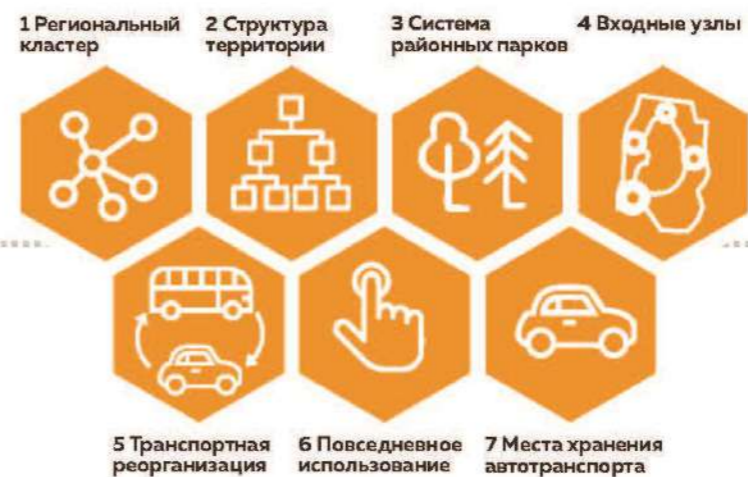 1 Региональный
кластер
2 Структура
территории
3 Система
районных парков
4 Входные узлы
5 Транспортная
реорганизация
6 Повседневное
использование
7 Места хранения
автотранспорта